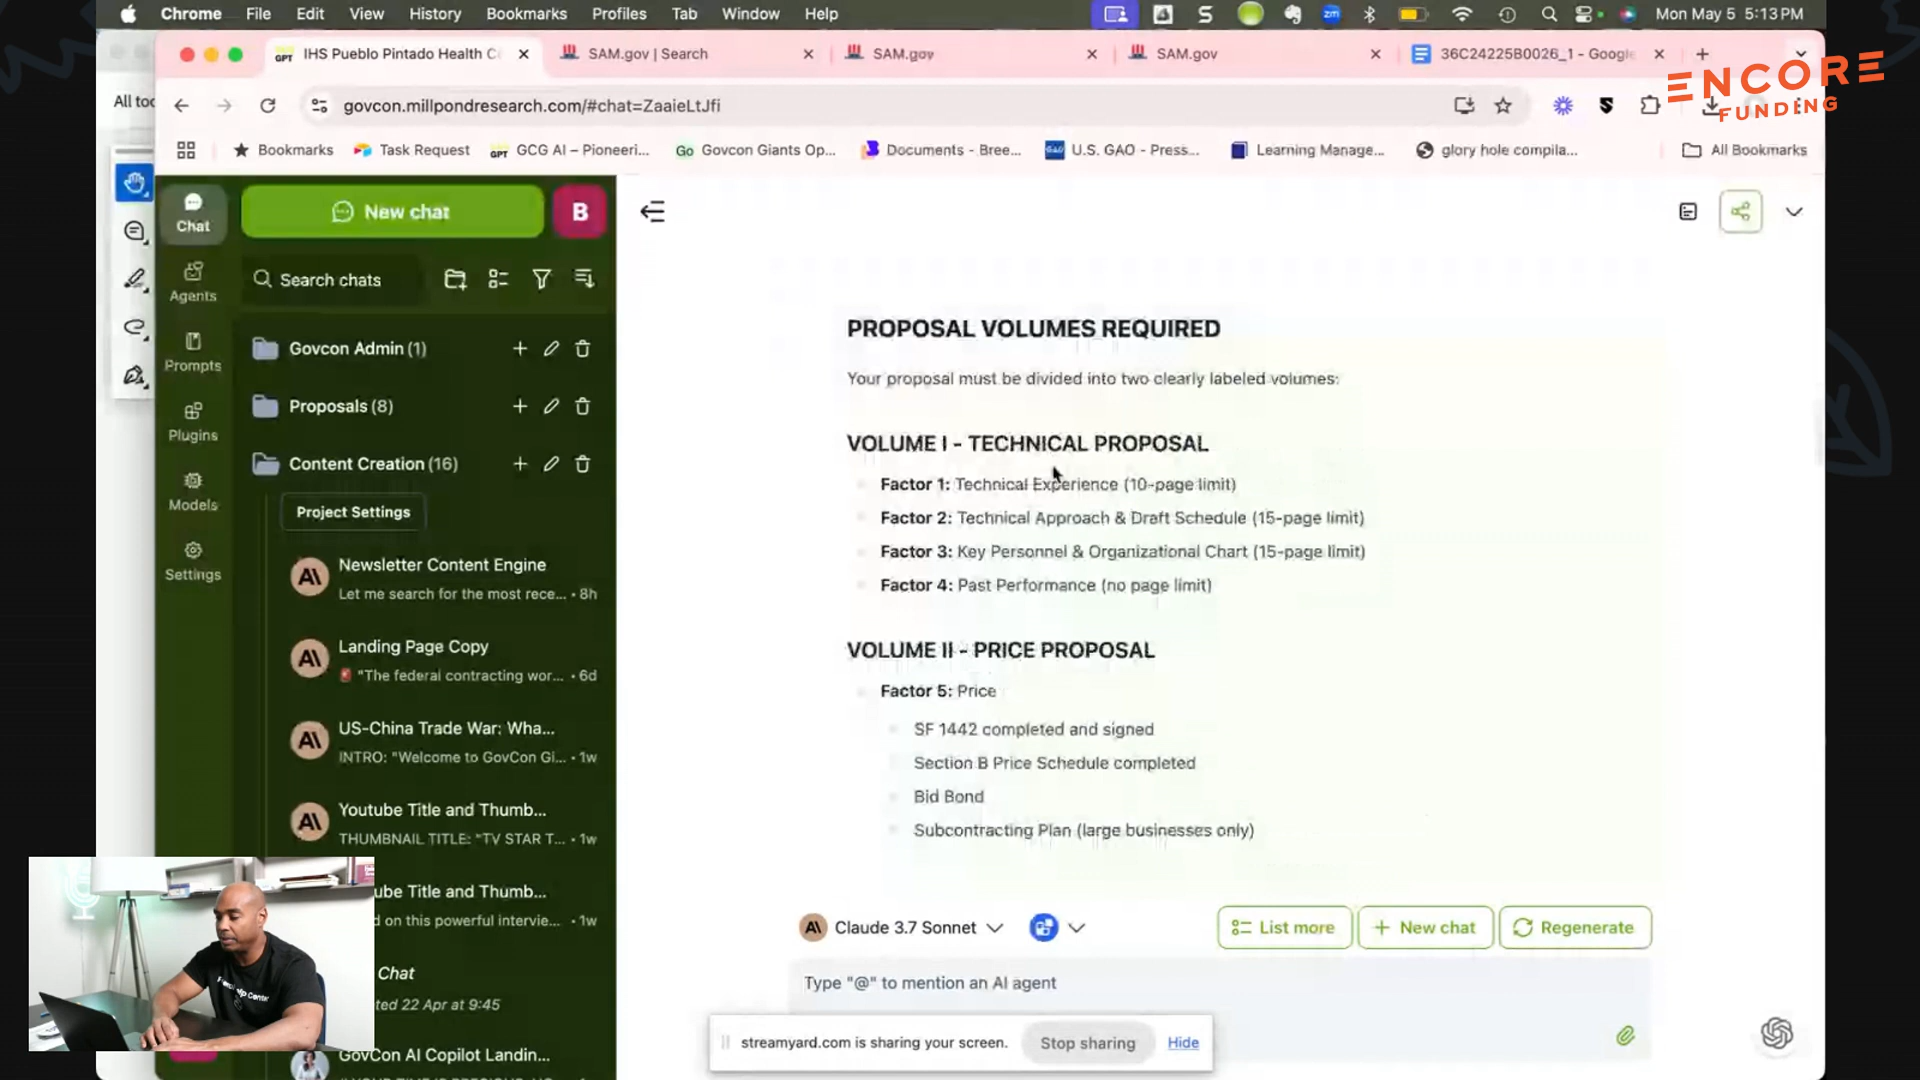 Chrome File Edit View History Bookmarks Profiles Tab Window Help
zm
Mon May 5 5:13 PM
All too
GPT IHS Pueblo Pintado Health C
SAM.gov | Search
SAM.gov
SAM.gov
36C24225B0026_1 - Google
ENCORE
FUNDING
govcon.millpondresearch.com/#chat=ZaaieLtJfi
Bookmarks
Task Request
GPT GCG AI – Pioneeri...
Go Govcon Giants Op...
Documents - Bree...
GAO U.S. GAO - Press...
Learning Manage...
glory hole compila...
All Bookmarks
Chat
Agents
Prompts
Plugins
Models
Settings
New chat
B
Search chats
Govcon Admin (1)
Proposals (8)
Content Creation (16)
Project Settings
Newsletter Content Engine
Let me search for the most rece... • 8h
Landing Page Copy
"The federal contracting wor... • 6d
US-China Trade War: Wha...
INTRO: "Welcome to GovCon Gi... • 1w
Youtube Title and Thumb...
THUMBNAIL TITLE: "TV STAR T... • 1w
ube Title and Thumb...
d on this powerful intervie... • 1w
Chat
ted 22 Apr at 9:45
GovCon AI Copilot Landin...
PROPOSAL VOLUMES REQUIRED
Your proposal must be divided into two clearly labeled volumes:
VOLUME I - TECHNICAL PROPOSAL
Factor 1: Technical Experience (10-page limit)
Factor 2: Technical Approach & Draft Schedule (15-page limit)
Factor 3: Key Personnel & Organizational Chart (15-page limit)
Factor 4: Past Performance (no page limit)
VOLUME II - PRICE PROPOSAL
Factor 5: Price
SF 1442 completed and signed
Section B Price Schedule completed
Bid Bond
Subcontracting Plan (large businesses only)
Claude 3.7 Sonnet
List more
New chat
Regenerate
Type "@" to mention an AI agent
streamyard.com is sharing your screen.
Stop sharing
Hide